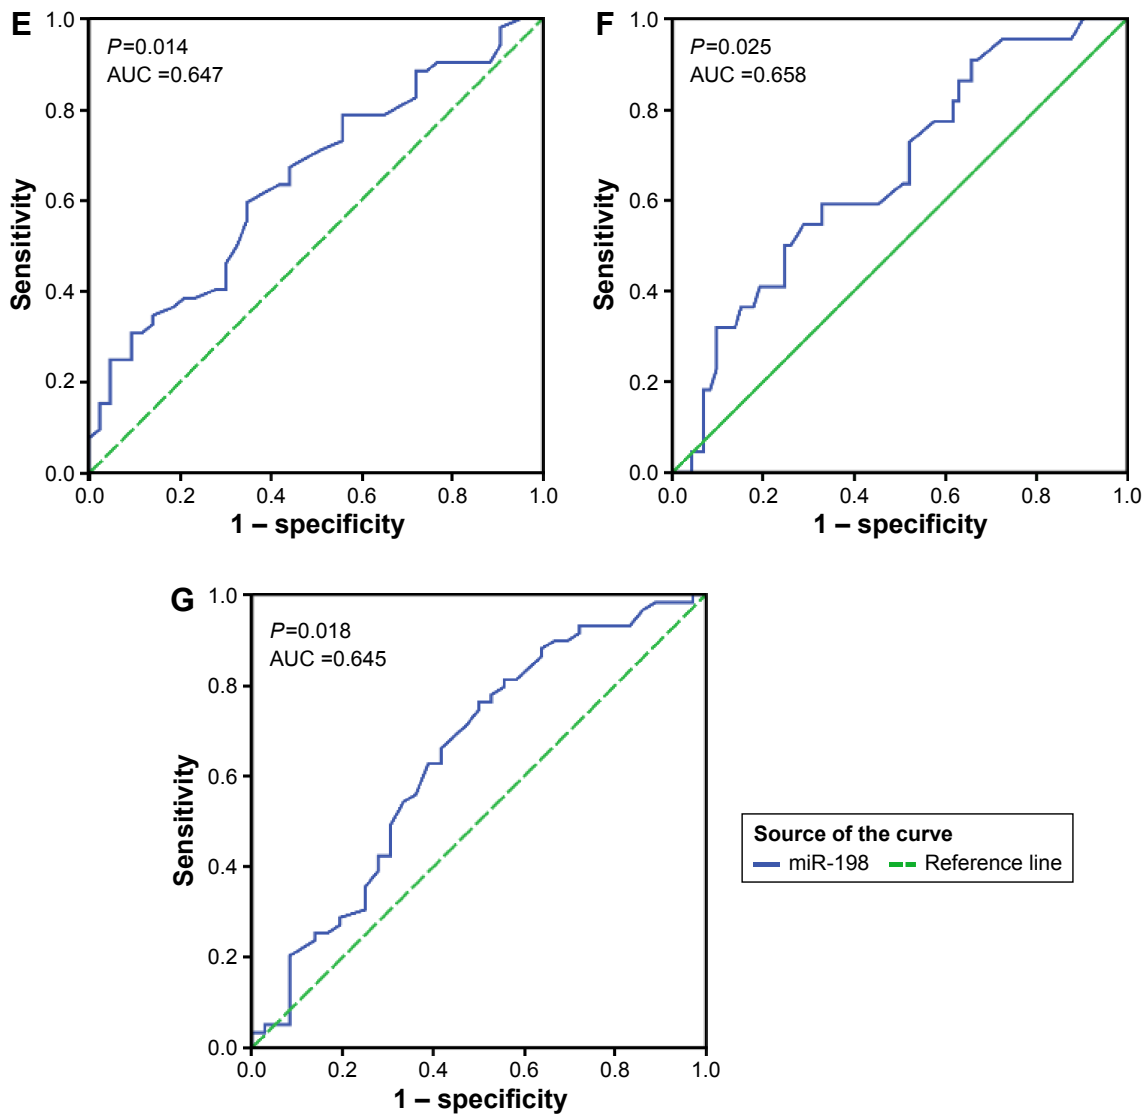 E
P=0.014
AUC =0.647
Sensitivity
1.0
0.8
0.6
0.4
0.2
0.0
0.0 0.2 0.4 0.6 0.8 1.0
1 – specificity
F
P=0.025
AUC =0.658
Sensitivity
1.0
0.8
0.6
0.4
0.2
0.0
0.0 0.2 0.4 0.6 0.8 1.0
1 – specificity
G
P=0.018
AUC =0.645
Sensitivity
1.0
0.8
0.6
0.4
0.2
0.0
0.0 0.2 0.4 0.6 0.8 1.0
1 – specificity
Source of the curve
miR-198 Reference line